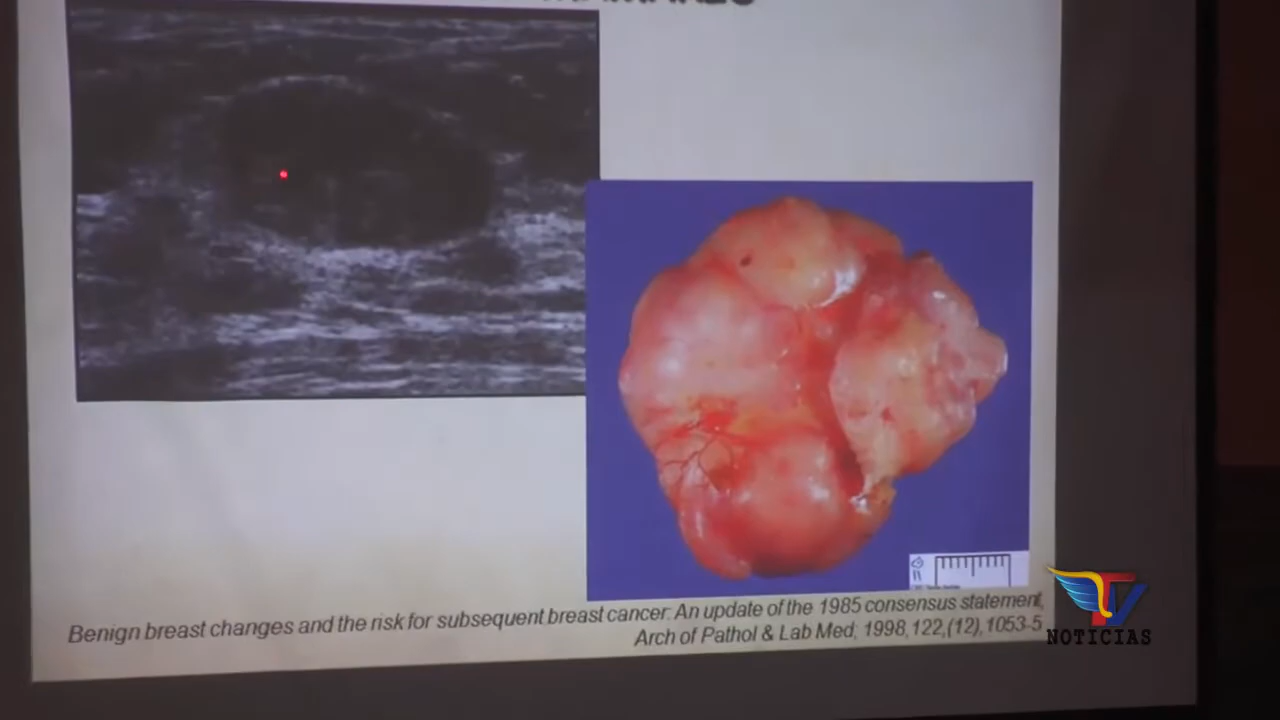 Benign breast changes and the risk for subsequent breast cancer: An update of the 1985 consensus statement,
Arch of Pathol & Lab Med; 1998,122,(12),1053-5
TV
NOTICIAS